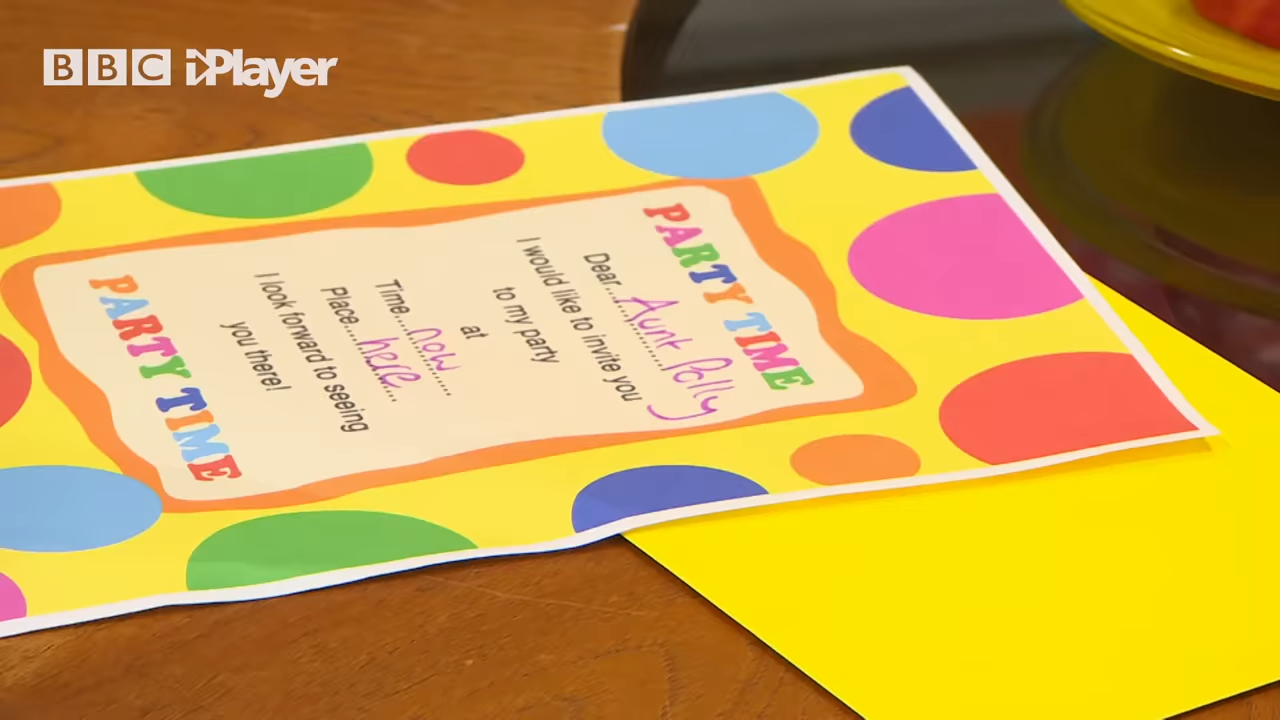 BBC iPlayer
PARTY TIME
Dear....Aunt Polly
I would like to invite you
to my party
at
Time....now....
Place....here....
I look forward to seeing
you there!
PARTY TIME